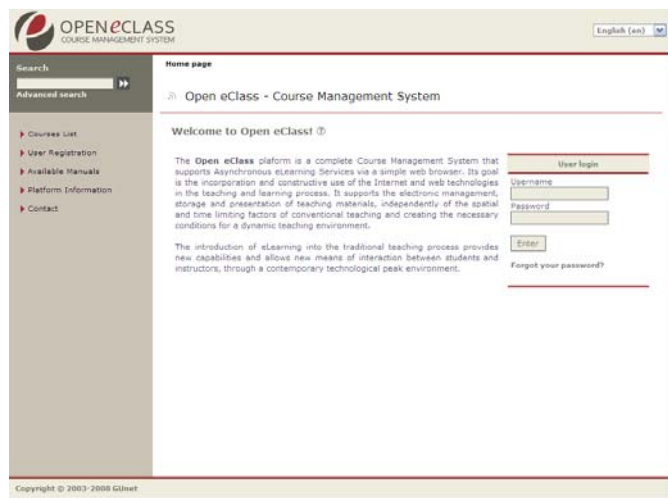 OPENeCLASS
COURSE MANAGEMENT SYSTEM
English (en)
Search
Advanced search
Courses List
User Registration
Available Manuals
Platform Information
Contact
Home page
Open eClass - Course Management System
Welcome to Open eClass!
The Open eClass plaform is a complete Course Management System that
supports Asynchronous eLearning Services via a simple web browser. Its goal
is the incorporation and constructive use of the Internet and web technologies
in the teaching and learning process. It supports the electronic management,
storage and presentation of teaching materials, independently of the spatial
and time limiting factors of conventional teaching and creating the necessary
conditions for a dynamic teaching environment.
The introduction of eLearning into the traditional teaching process provides
new capabilities and allows new means of interaction between students and
instructors, through a contemporary technological peak environment.
User login
Username
Password
Enter
Forgot your password?
Copyright © 2003-2008 GUnet